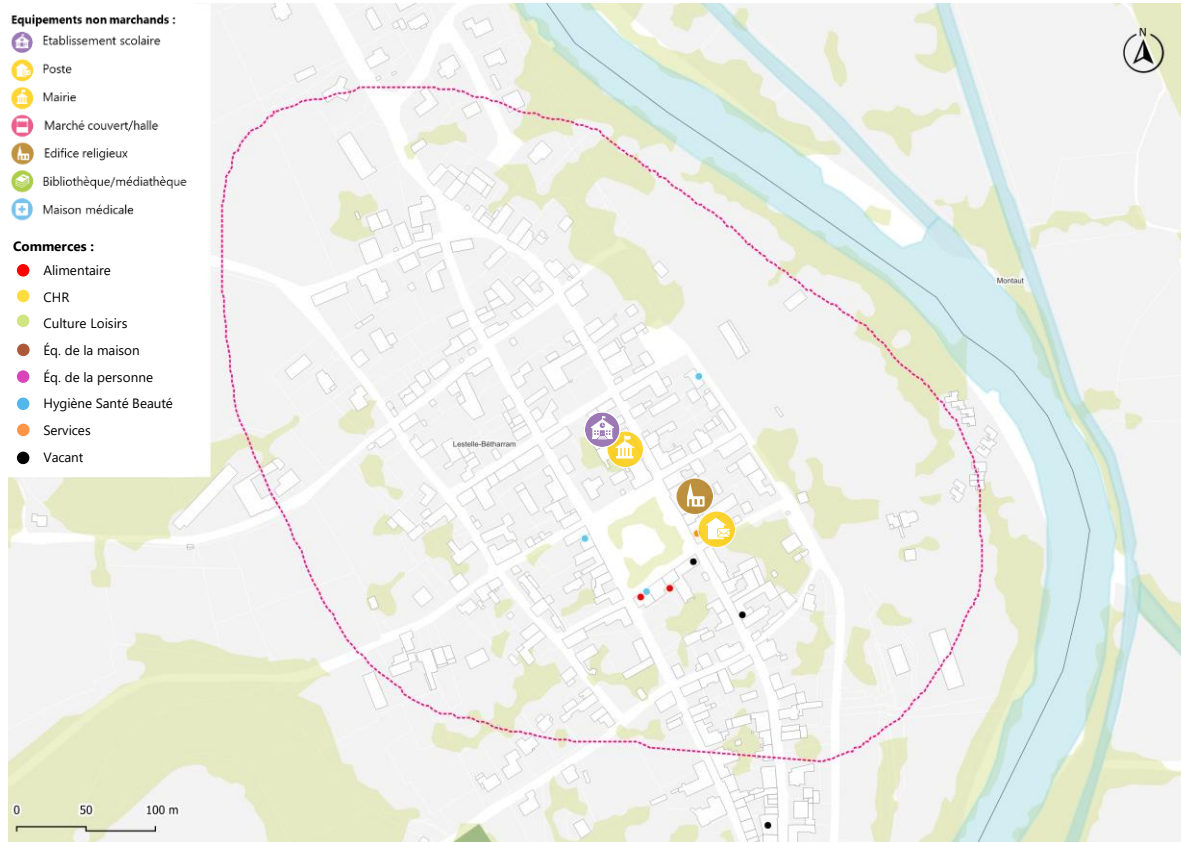 Equipements non marchands :
Etablissement scolaire
Poste
Mairie
Marché couvert/halle
Edifice religieux
Bibliothèque/médiathèque
Maison médicale
Commerces :
Alimentaire
CHR
Culture Loisirs
Éq. de la maison
Éq. de la personne
Hygiène Santé Beauté
Services
Vacant
N
Montaut
Lestelle-Bétharram
0 50 100 m